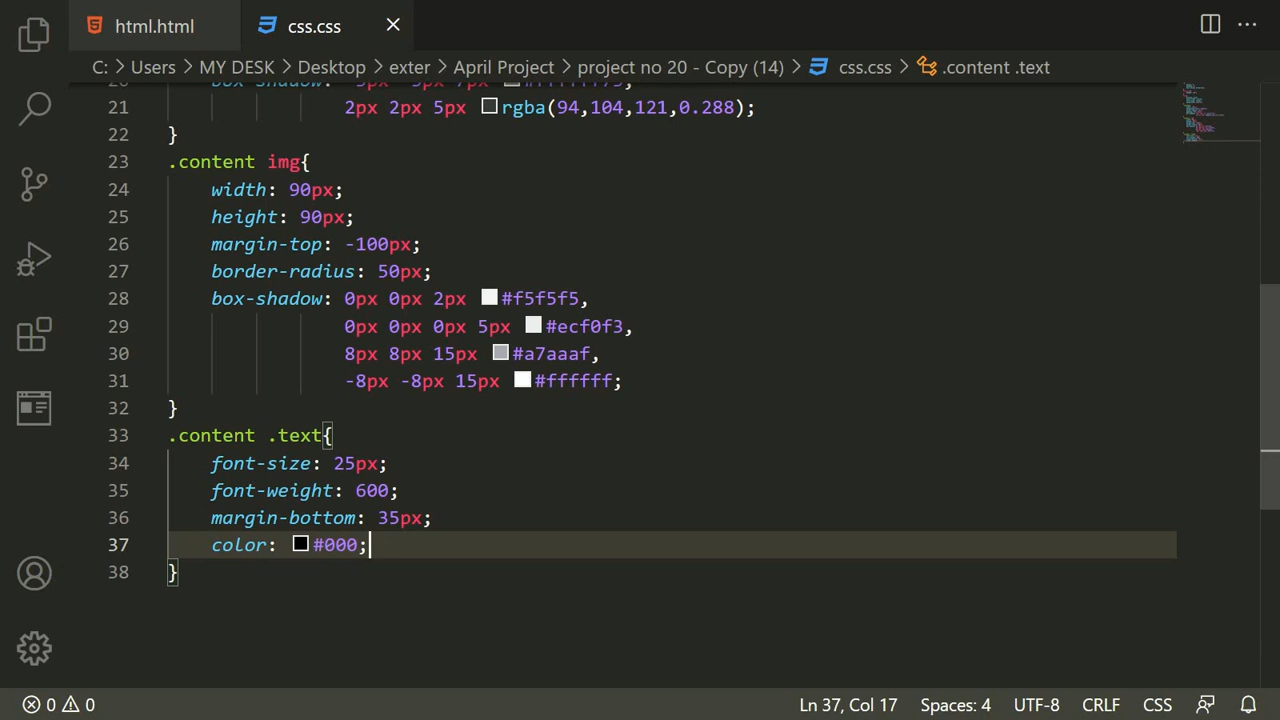 html.html
css.css
C: > Users > MY DESK > Desktop > exter > April Project > project no 20 - Copy (14) > css.css > .content .text
21 2px 2px 5px rgba(94,104,121,0.288);
22 }
23 .content img{
24 width: 90px;
25 height: 90px;
26 margin-top: -100px;
27 border-radius: 50px;
28 box-shadow: 0px 0px 2px #f5f5f5,
29 0px 0px 0px 5px #ecf0f3,
30 8px 8px 15px #a7aaaf,
31 -8px -8px 15px #ffffff;
32 }
33 .content .text{
34 font-size: 25px;
35 font-weight: 600;
36 margin-bottom: 35px;
37 color: #000;
38 }
0 0 Ln 37, Col 17 Spaces: 4 UTF-8 CRLF CSS